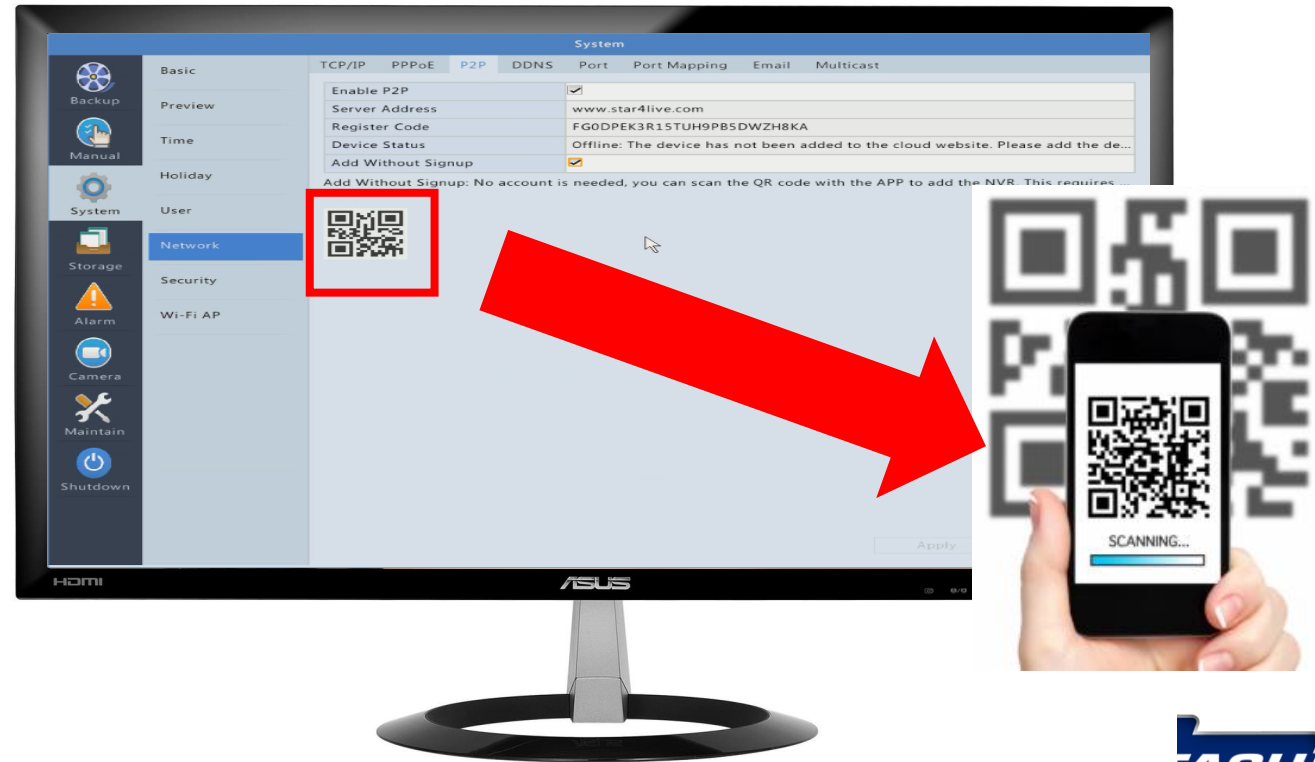 System
TCP/IP PPPoE P2P DDNS Port Port Mapping Email Multicast
Backup
Manual
System
Storage
Alarm
Camera
Maintain
Shutdown
Basic
Preview
Time
Holiday
User
Network
Security
Wi-Fi AP
Enable P2P
Server Address www.star4live.com
Register Code FG0DPEK3R15TUH9PB5DWZH8KA
Device Status Offline: The device has not been added to the cloud website. Please add the de...
Add Without Signup
Add Without Signup: No account is needed, you can scan the QR code with the APP to add the NVR. This requires ...
Apply
SCANNING...
HDMI
ASUS